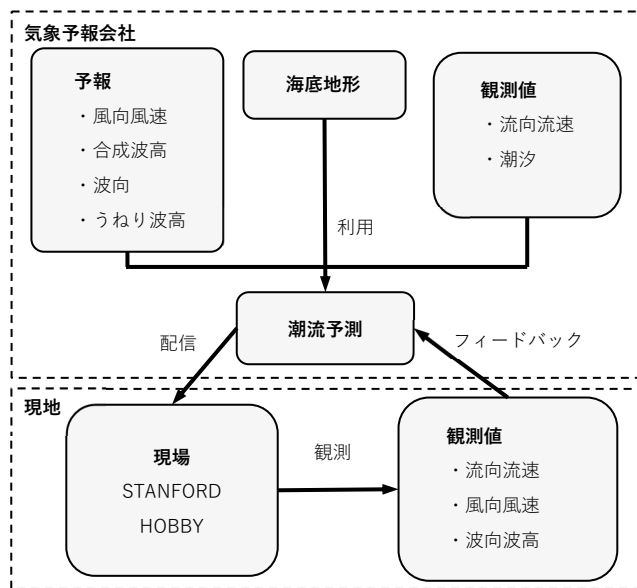 気象予報会社
予報
・風向風速
・合成波高
・波向
・うねり波高
海底地形
観測値
・流向流速
・潮汐
利用
潮流予測
配信
フィードバック
現地
現場
STANFORD
HOBBY
観測
観測値
・流向流速
・風向風速
・波向波高